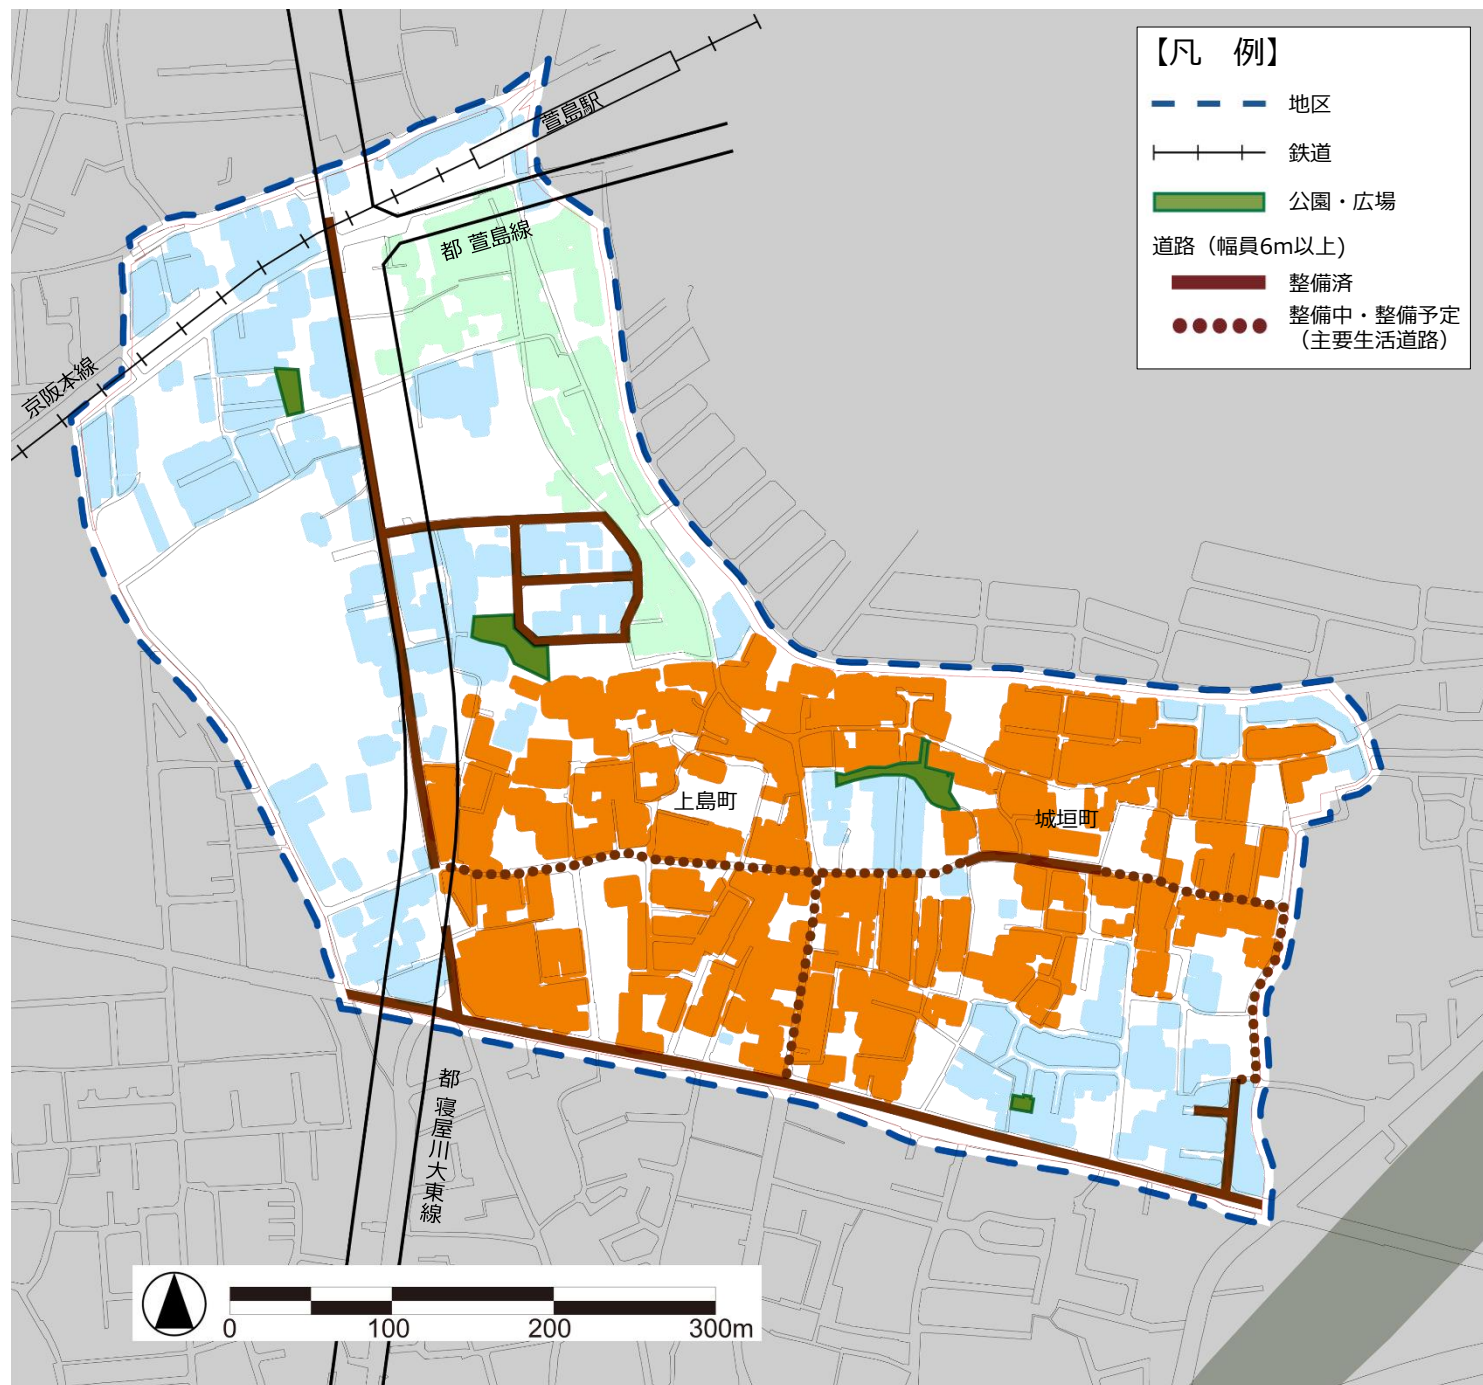 【凡　例】
地区
鉄道
公園・広場
道路（幅員6m以上)
整備済
整備中・整備予定
（主要生活道路）
萱島駅
都 萱島線
京阪本線
上島町
城垣町
都 寝屋川大東線
0 100 200 300m